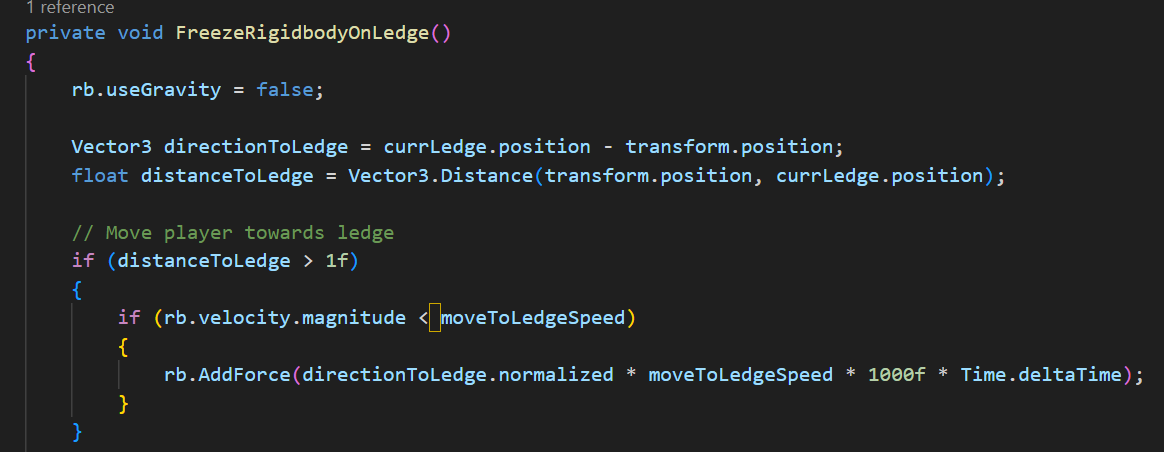 1 reference
private void FreezeRigidbodyOnLedge()
{
rb.useGravity = false;
Vector3 directionToLedge = currLedge.position - transform.position;
float distanceToLedge = Vector3.Distance(transform.position, currLedge.position);
// Move player towards ledge
if (distanceToLedge > 1f)
{
if (rb.velocity.magnitude < moveToLedgeSpeed)
{
rb.AddForce(directionToLedge.normalized * moveToLedgeSpeed * 1000f * Time.deltaTime);
}
}